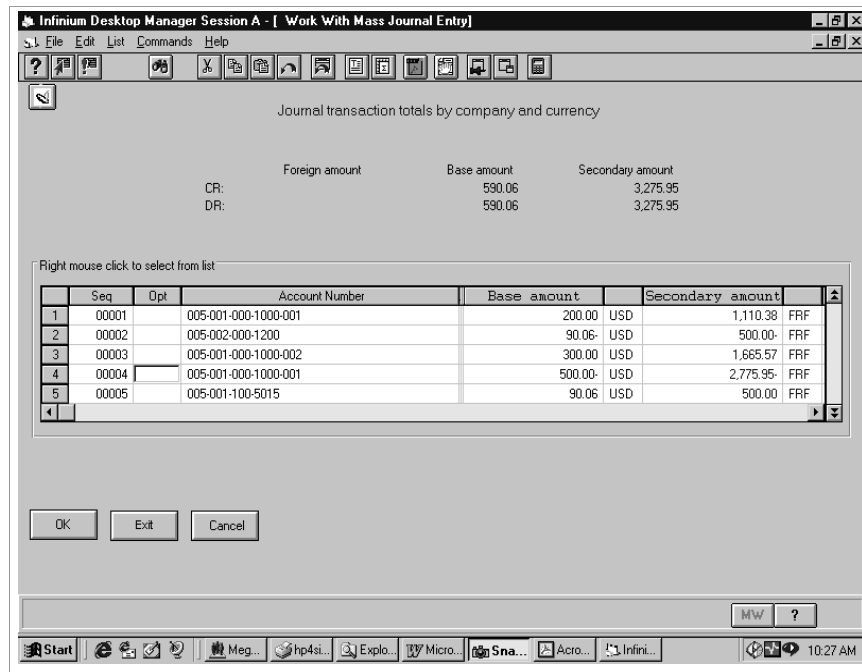 Infinium Desktop Manager Session A - [ Work With Mass Journal Entry]
File Edit List Commands Help
Journal transaction totals by company and currency
Foreign amount Base amount Secondary amount
CR: 590.06 3,275.95
DR: 590.06 3,275.95
Right mouse click to select from list
Seq Opt Account Number Base amount Secondary amount
1 00001 005-001-000-1000-001 200.00 USD 1,110.38 FRF
2 00002 005-002-000-1200 90.06- USD 500.00- FRF
3 00003 005-001-000-1000-002 300.00 USD 1,665.57 FRF
4 00004 005-001-000-1000-001 500.00- USD 2,775.95- FRF
5 00005 005-001-100-5015 90.06 USD 500.00 FRF
OK Exit Cancel
MW ?
Start Meg... hp4si... Explo... Micro... Sna... Acro... Infini... 10:27 AM